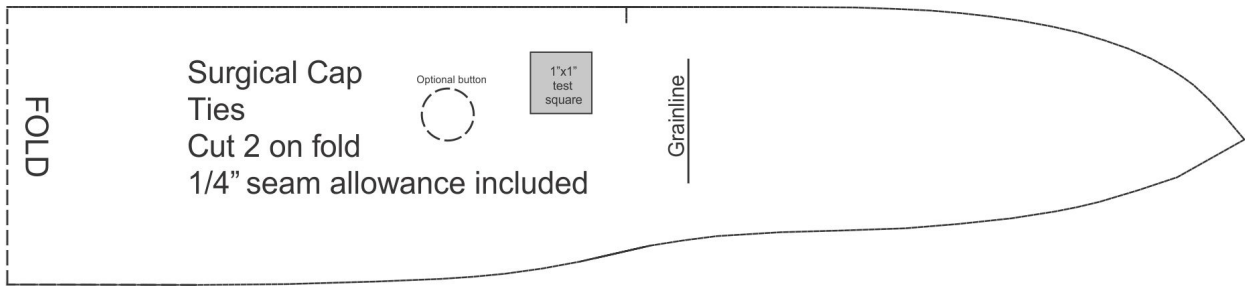 FOLD
Surgical Cap
Ties
Cut 2 on fold
1/4” seam allowance included
Optional button
1”x1”
test
square
Grainline